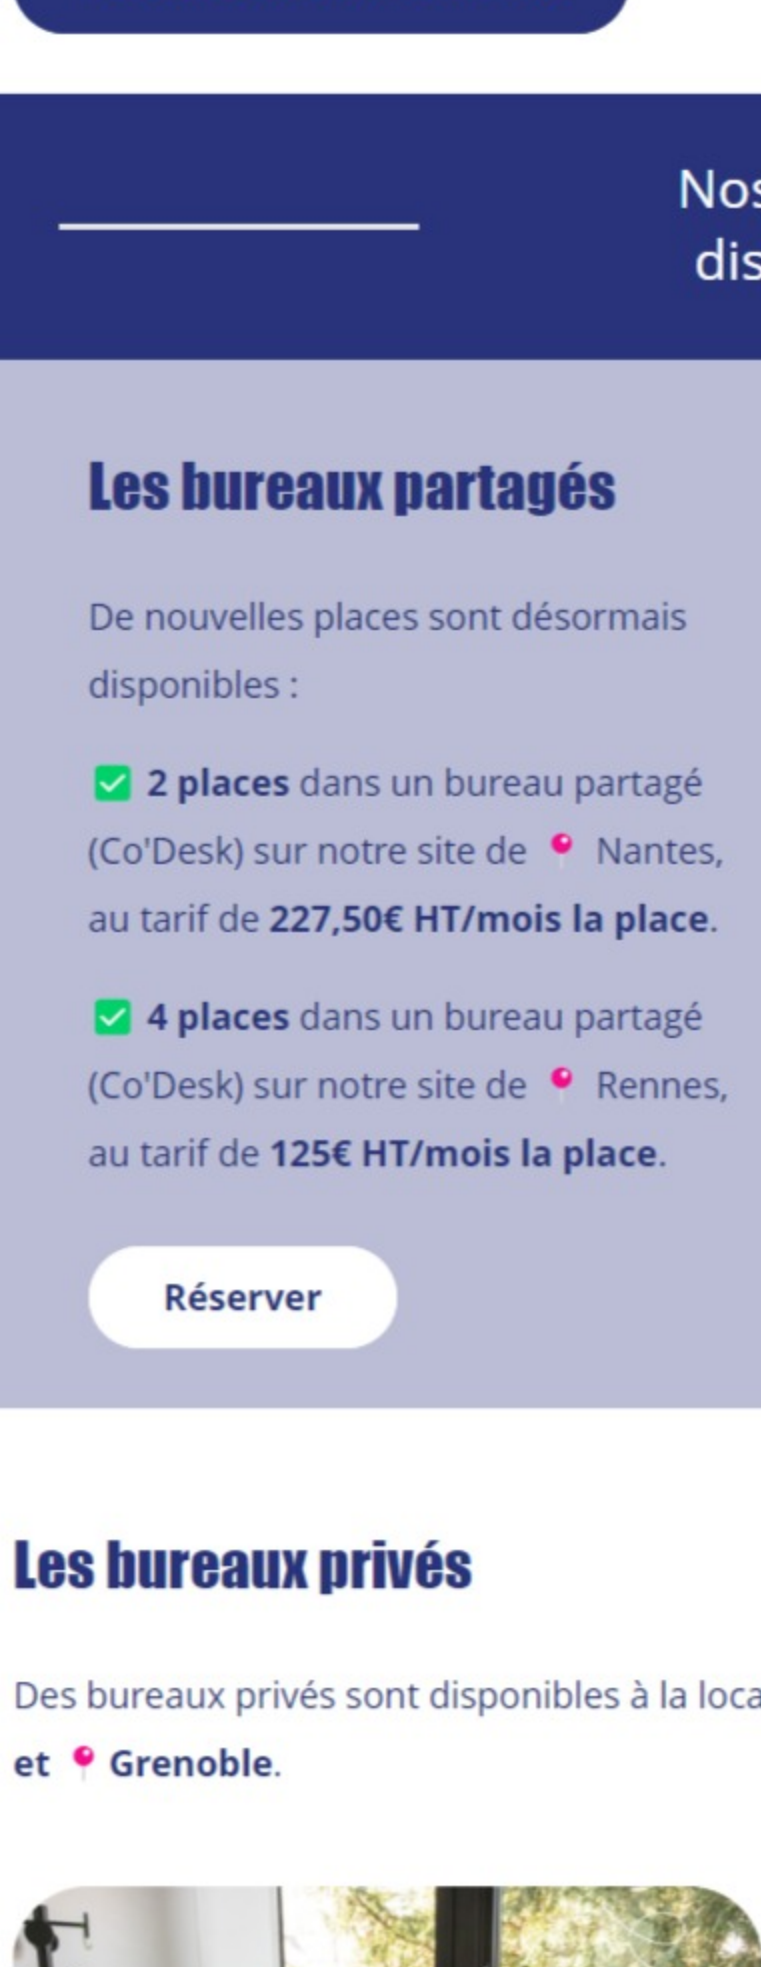 Nos
Les bureaux partagés
De nouvelles places sont désormais
disponibles :
✅ 2 places dans un bureau partagé
(Co'Desk) sur notre site de 📍 Nantes,
au tarif de 227,50€ HT/mois la place.
✅ 4 places dans un bureau partagé
(Co'Desk) sur notre site de 📍 Rennes,
au tarif de 125€ HT/mois la place.
Réserver
Les bureaux privés
Des bureaux privés sont disponibles à la
et 📍 Grenoble.